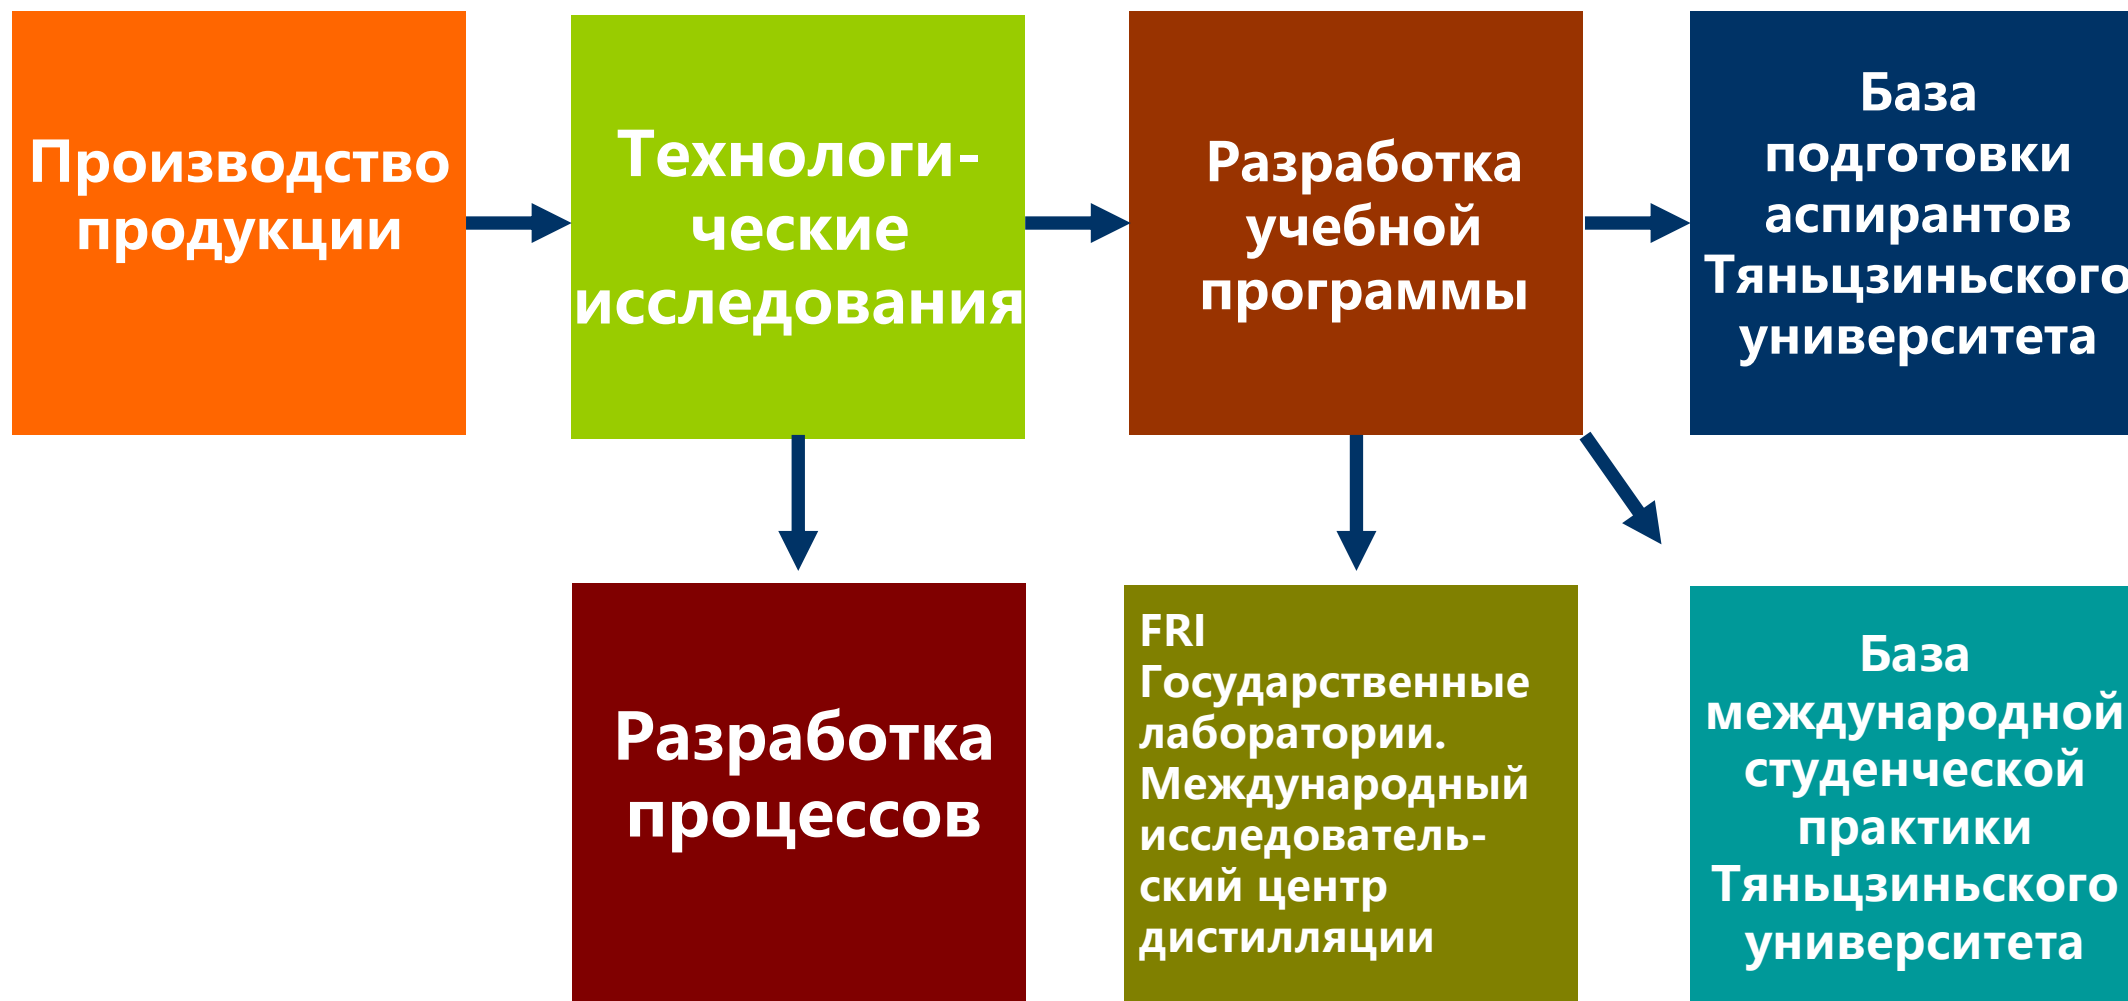 Производство
продукции
Технологи-
ческие
исследования
Разработка
учебной
программы
База
подготовки
аспирантов
Тяньцзиньского
университета
Разработка
процессов
FRI
Государственные
лаборатории.
Международный
исследователь-
ский центр
дистилляции
База
международной
студенческой
практики
Тяньцзиньского
университета